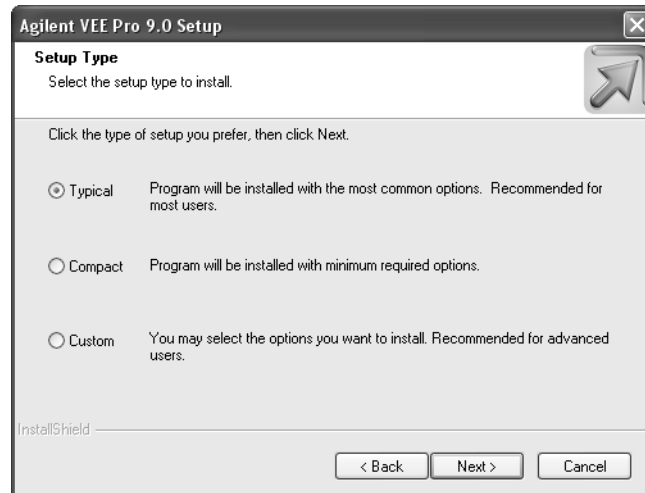 Agilent VEE Pro 9.0 Setup
Setup Type
Select the setup type to install.
Click the type of setup you prefer, then click Next.
Typical Program will be installed with the most common options. Recommended for
most users.
Compact Program will be installed with minimum required options.
Custom You may select the options you want to install. Recommended for advanced
users.
InstallShield
< Back Next > Cancel